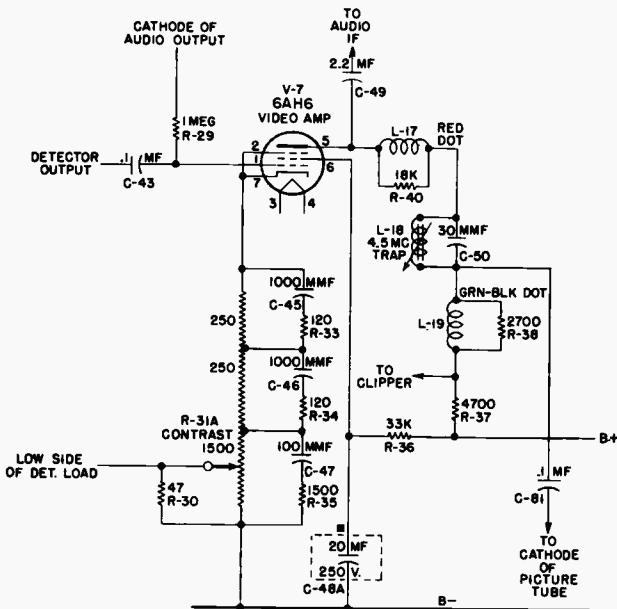 TO
AUDIO
IF
CATHODE OF
AUDIO OUTPUT
2.2 MF
C-49
V-7
6AH6
VIDEO AMP
1 MEG
R-29
DETECTOR
OUTPUT
.1 MF
C-43
2
1
7
5
6
3
4
L-17
RED
DOT
18K
R-40
L-18
4.5 MC
TRAP
30 MMF
C-50
GRN-BLK DOT
L-19
2700
R-38
TO
CLIPPER
4700
R-37
33K
R-36
B+
1000 MMF
C-45
120
R-33
250
1000 MMF
C-46
120
R-34
250
R-31A
CONTRAST
1500
100 MMF
C-47
1500
R-35
LOW SIDE
OF DET. LOAD
47
R-30
20 MF
250 V.
C-48A
.1 MF
C-81
TO
CATHODE
OF
PICTURE
TUBE
B-